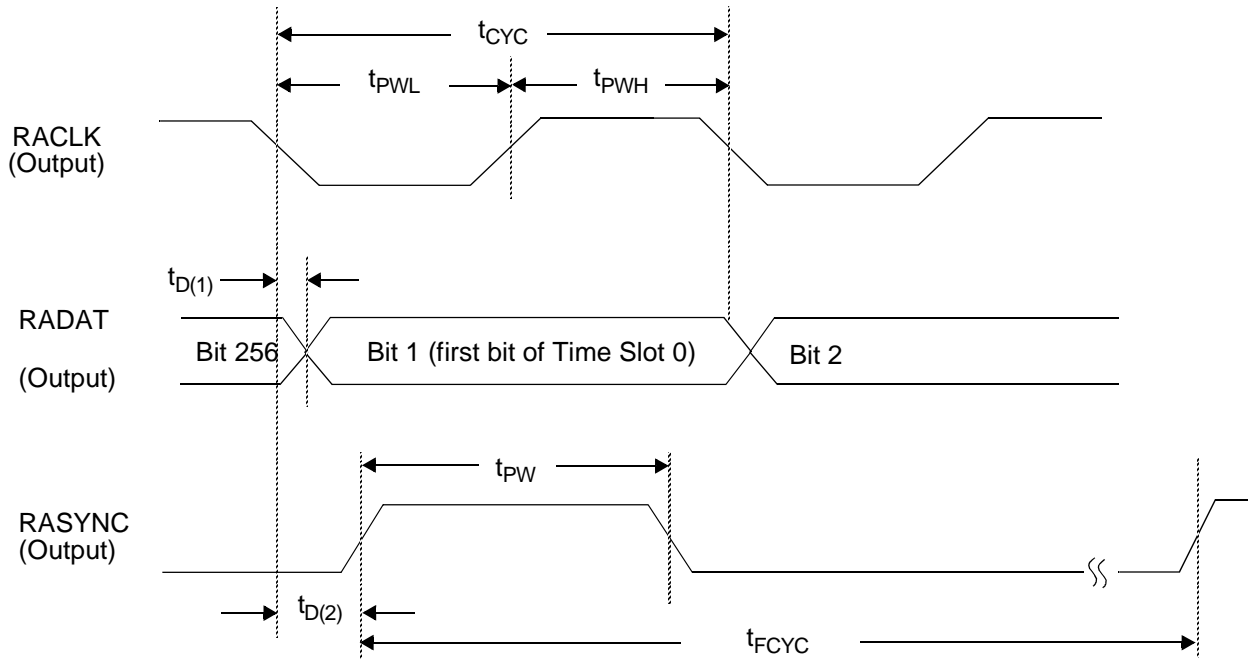 tCYC
tPWL
tPWH
RACLK
(Output)
tD(1)
RADAT
(Output)
Bit 256
Bit 1 (first bit of Time Slot 0)
Bit 2
tPW
RASYNC
(Output)
tD(2)
tFCYC